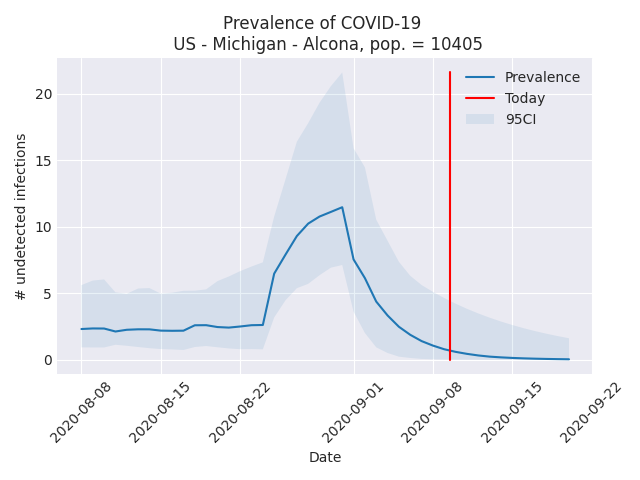 Prevalence of COVID-19
US - Michigan - Alcona, pop. = 10405
Prevalence
Today
95CI
# undetected infections
20
15
10
5
0
2020-08-08
2020-08-15
2020-08-22
2020-09-01
2020-09-08
2020-09-15
2020-09-22
Date